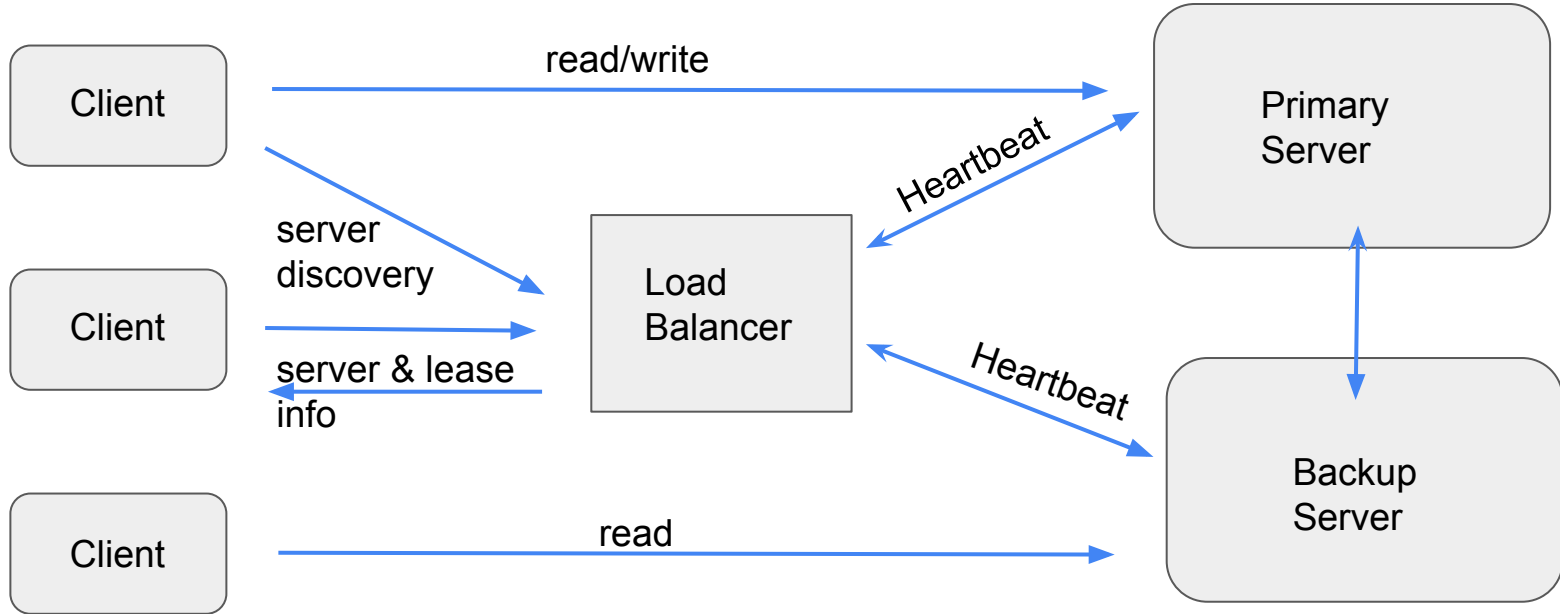 Client
read/write
Primary
Server
Heartbeat
server
discovery
Client
Load
Balancer
server & lease
info
Heartbeat
Client
read
Backup
Server